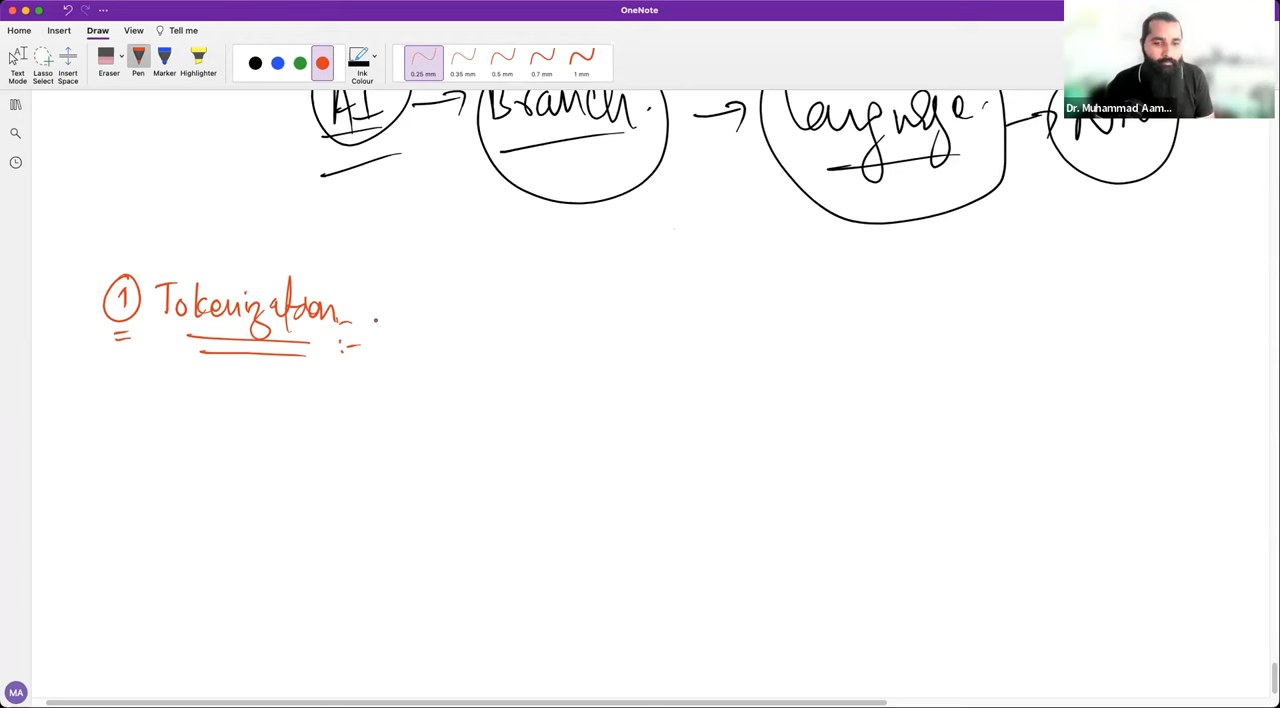 OneNote
Home Insert Draw View Tell me
Text Mode Lasso Select Insert Space Eraser Pen Marker Highlighter Ink Colour 0.25 mm 0.35 mm 0.5 mm 0.7 mm 1 mm
Dr. Muhammad Aam...
AI → Branch. → Language. →
① Tokenization :-
MA